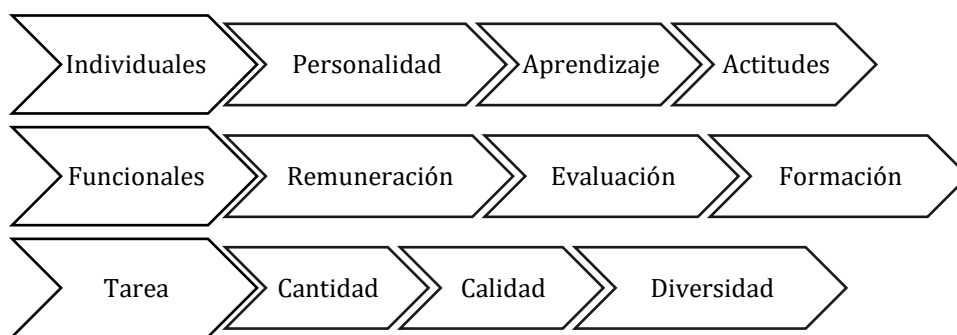 Individuales Personalidad Aprendizaje Actitudes
Funcionales Remuneración Evaluación Formación
Tarea Cantidad Calidad Diversidad